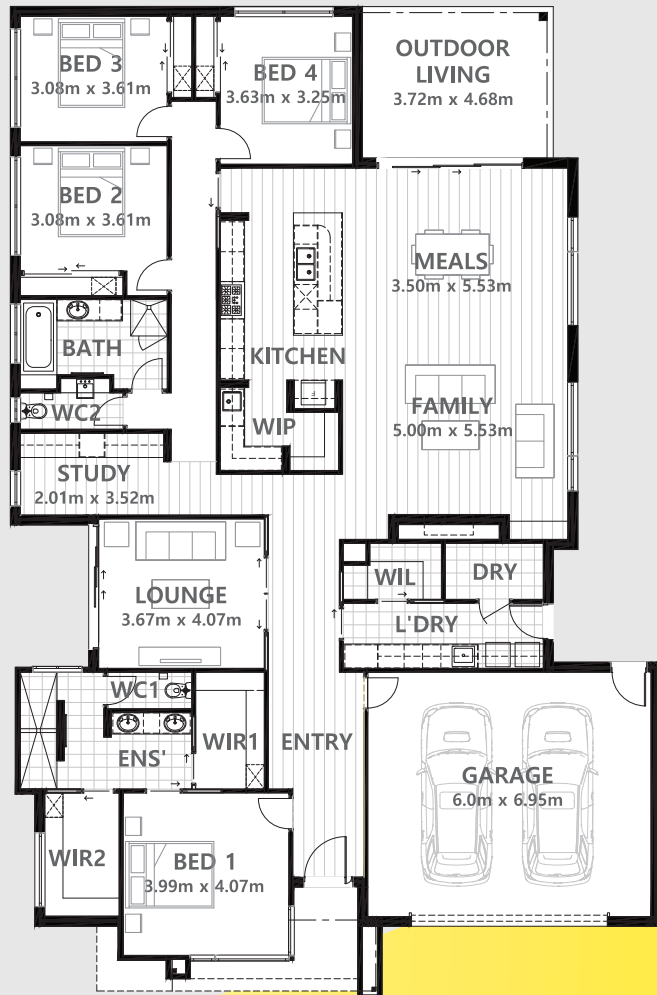 BED 3
3.08m x 3.61m
BED 4
3.63m x 3.25m
OUTDOOR
LIVING
3.72m x 4.68m
BED 2
3.08m x 3.61m
MEALS
3.50m x 5.53m
BATH
KITCHEN
WC2
WIP
FAMILY
5.00m x 5.53m
F
STUDY
2.01m x 3.52m
LOUNGE
3.67m x 4.07m
WIL
DRY
L'DRY
WC1
ENS'
WIR1
ENTRY
GARAGE
6.0m x 6.95m
WIR2
BED 1
3.99m x 4.07m